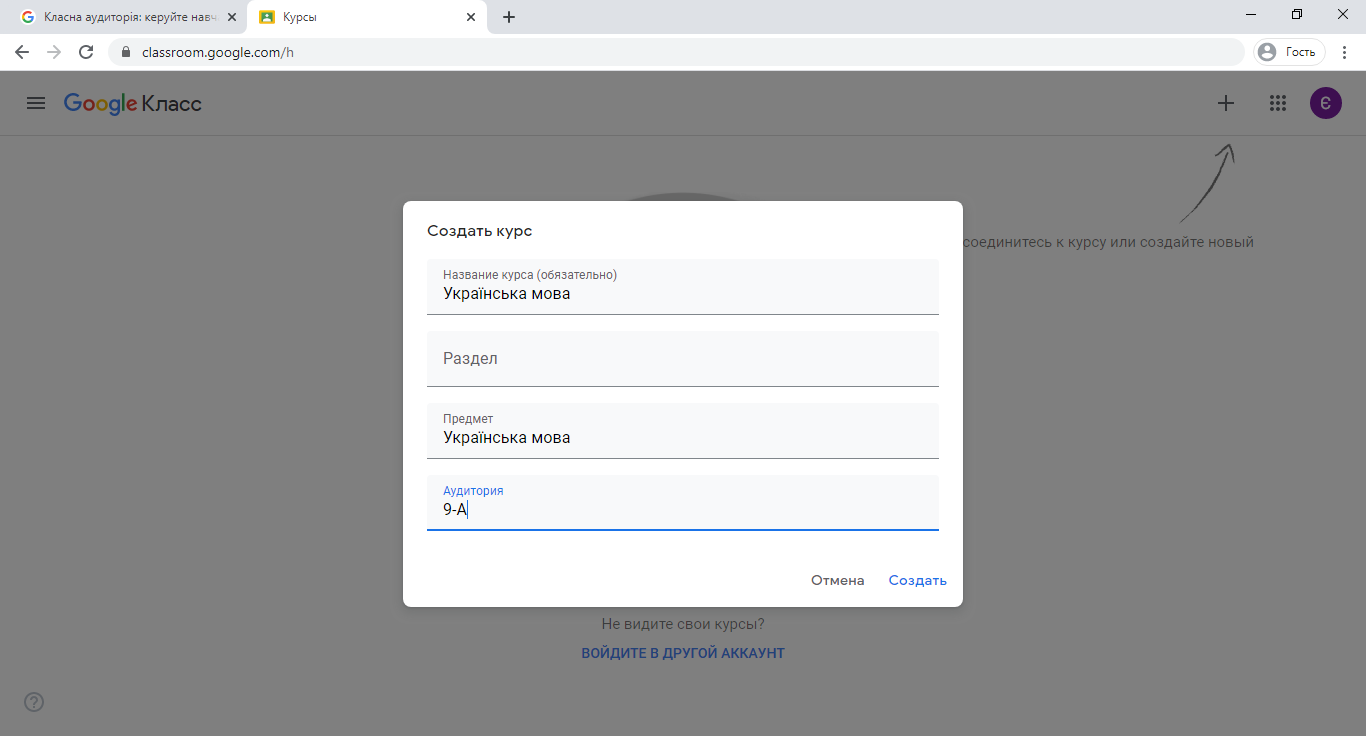 Класна аудиторія: керуйте навч
Курсы
classroom.google.com/h
Гость
Google Класс
Є
соединитесь к курсу или создайте новый
Создать курс
Название курса (обязательно)
Українська мова
Раздел
Предмет
Українська мова
Аудитория
9-А
Отмена Создать
Не видите свои курсы?
ВОЙДИТЕ В ДРУГОЙ АККАУНТ